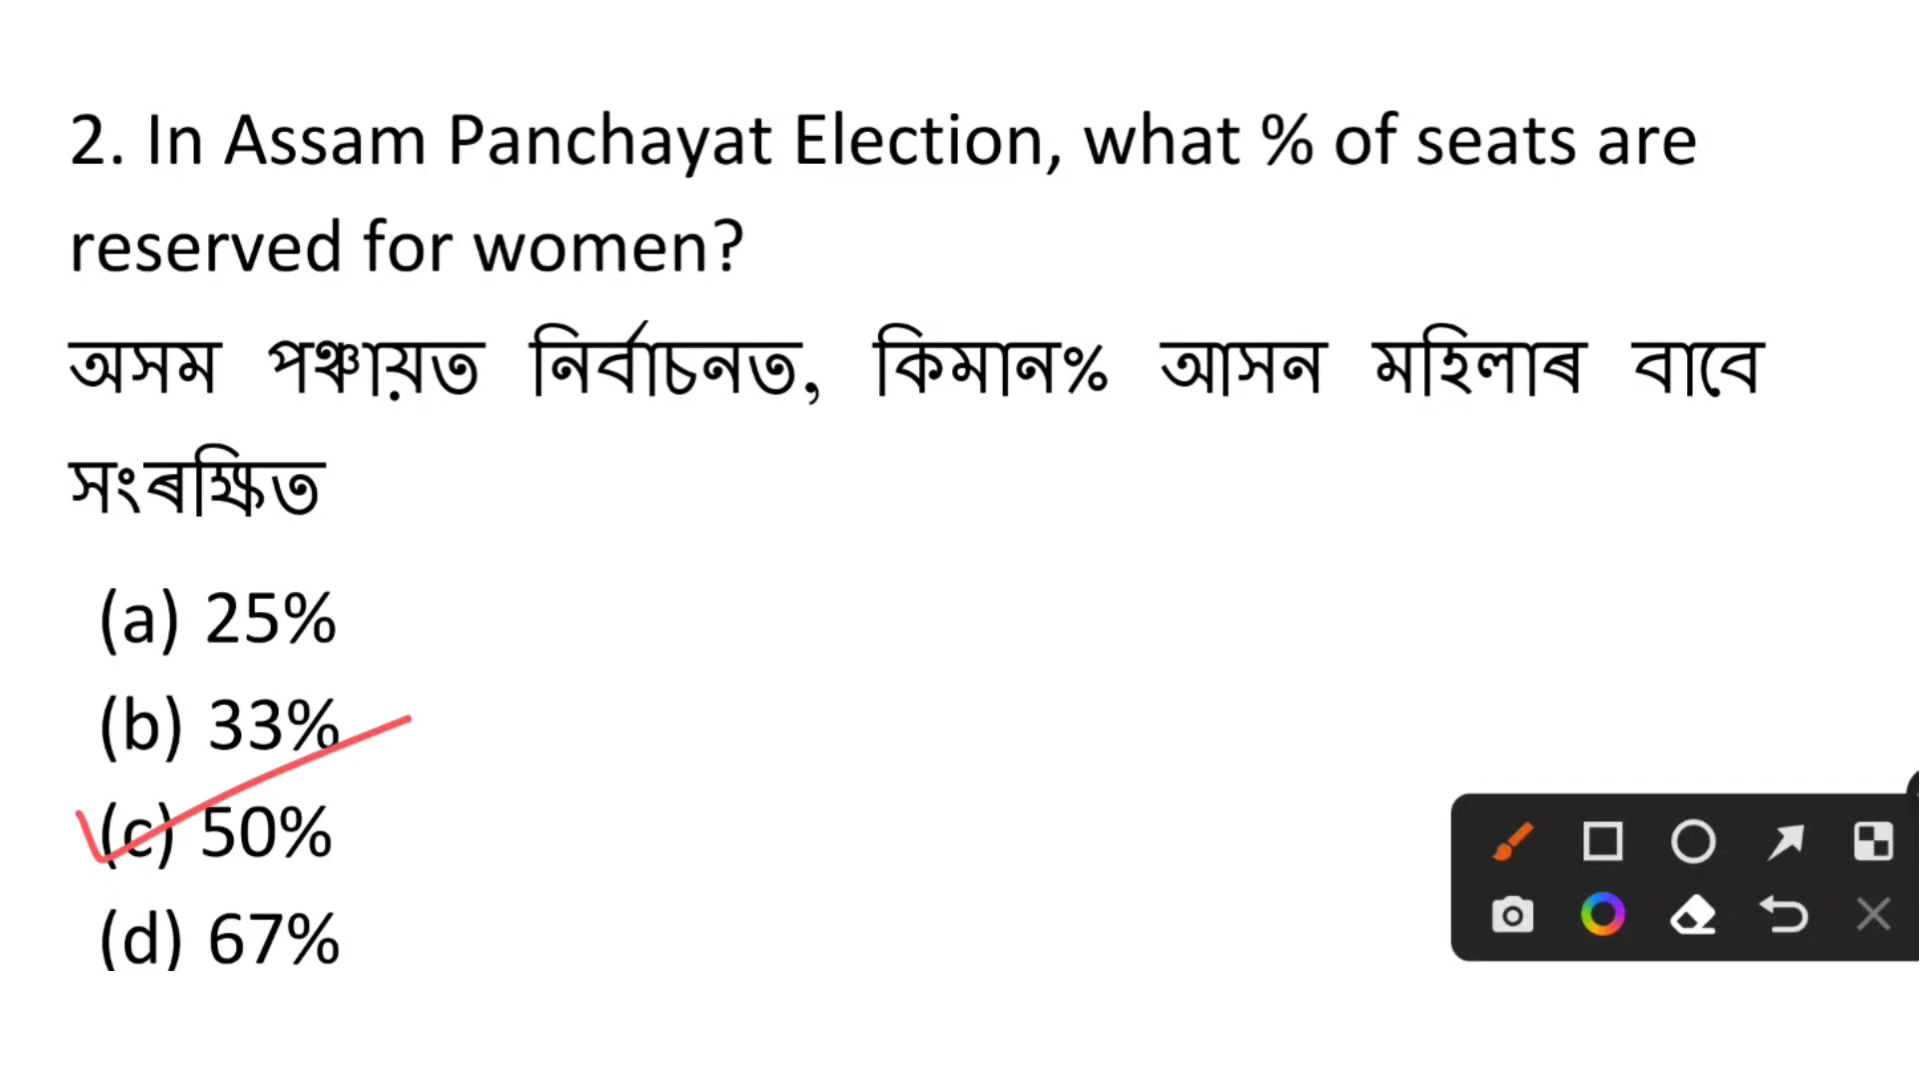 2. In Assam Panchayat Election, what % of seats are
reserved for women?
অসম পঞ্চায়ত নিৰ্বাচনত, কিমান% আসন মহিলাৰ বাবে
সংৰক্ষিত
(a) 25%
(b) 33%
(c) 50%
(d) 67%